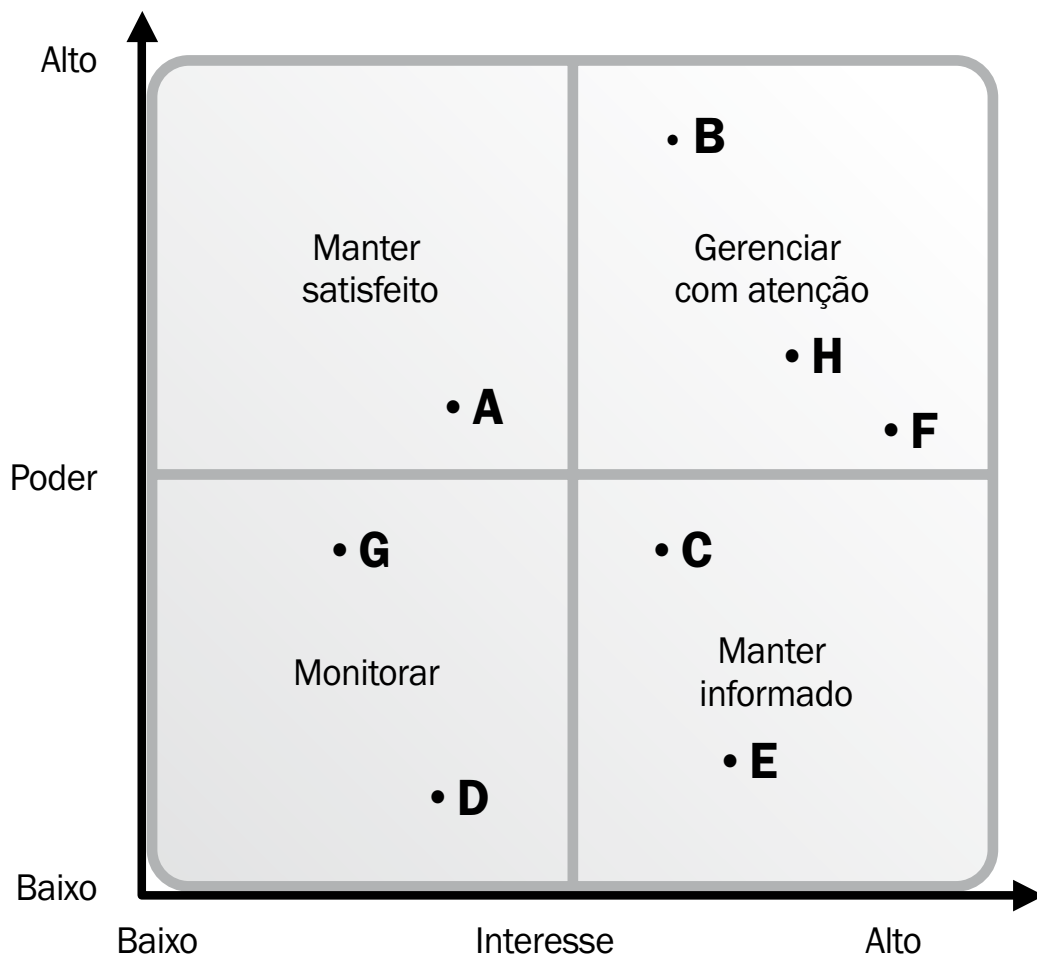 Alto
B
Manter
satisfeito
Gerenciar
com atenção
H
A
F
Poder
G
C
Monitorar
Manter
informado
E
D
Baixo
Baixo
Interesse
Alto